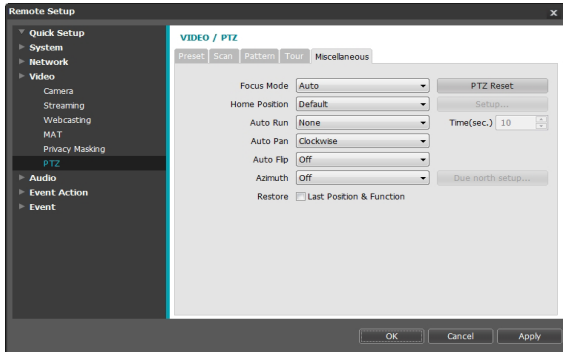 Remote Setup
x
Quick Setup
System
Network
Video
Camera
Streaming
Webcasting
MAT
Privacy Masking
PTZ
Audio
Event Action
Event
VIDEO / PTZ
Preset Scan Pattern Tour Miscellaneous
Focus Mode Auto PTZ Reset
Home Position Default Setup...
Auto Run None Time(sec.) 10
Auto Pan Clockwise
Auto Flip Off
Azimuth Off Due north setup...
Restore Last Position & Function
OK Cancel Apply